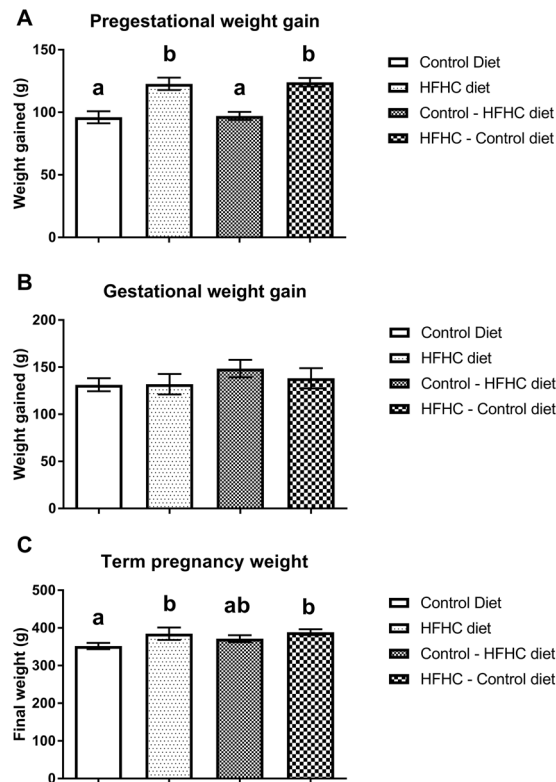 A
Pregestational weight gain
Weight gained (g)
150
100
50
0
a
b
a
b
Control Diet
HFHC diet
Control - HFHC diet
HFHC - Control diet
B
Gestational weight gain
Weight gained (g)
200
150
100
50
0
Control Diet
HFHC diet
Control - HFHC diet
HFHC - Control diet
C
Term pregnancy weight
Final weight (g)
500
400
300
200
100
0
a
b
ab
b
Control Diet
HFHC diet
Control - HFHC diet
HFHC - Control diet